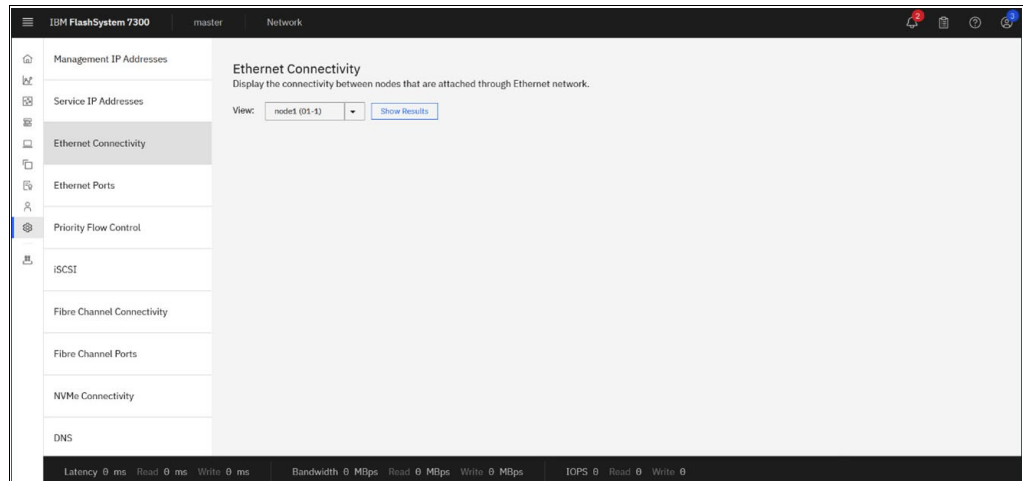 IBM FlashSystem 7300 master Network 2 3
Management IP Addresses
Service IP Addresses
Ethernet Connectivity
Ethernet Ports
Priority Flow Control
iSCSI
Fibre Channel Connectivity
Fibre Channel Ports
NVMe Connectivity
DNS
Ethernet Connectivity
Display the connectivity between nodes that are attached through Ethernet network.
View: node1 (01-1) Show Results
Latency 0 ms Read 0 ms Write 0 ms Bandwidth 0 MBps Read 0 MBps Write 0 MBps IOPS 0 Read 0 Write 0